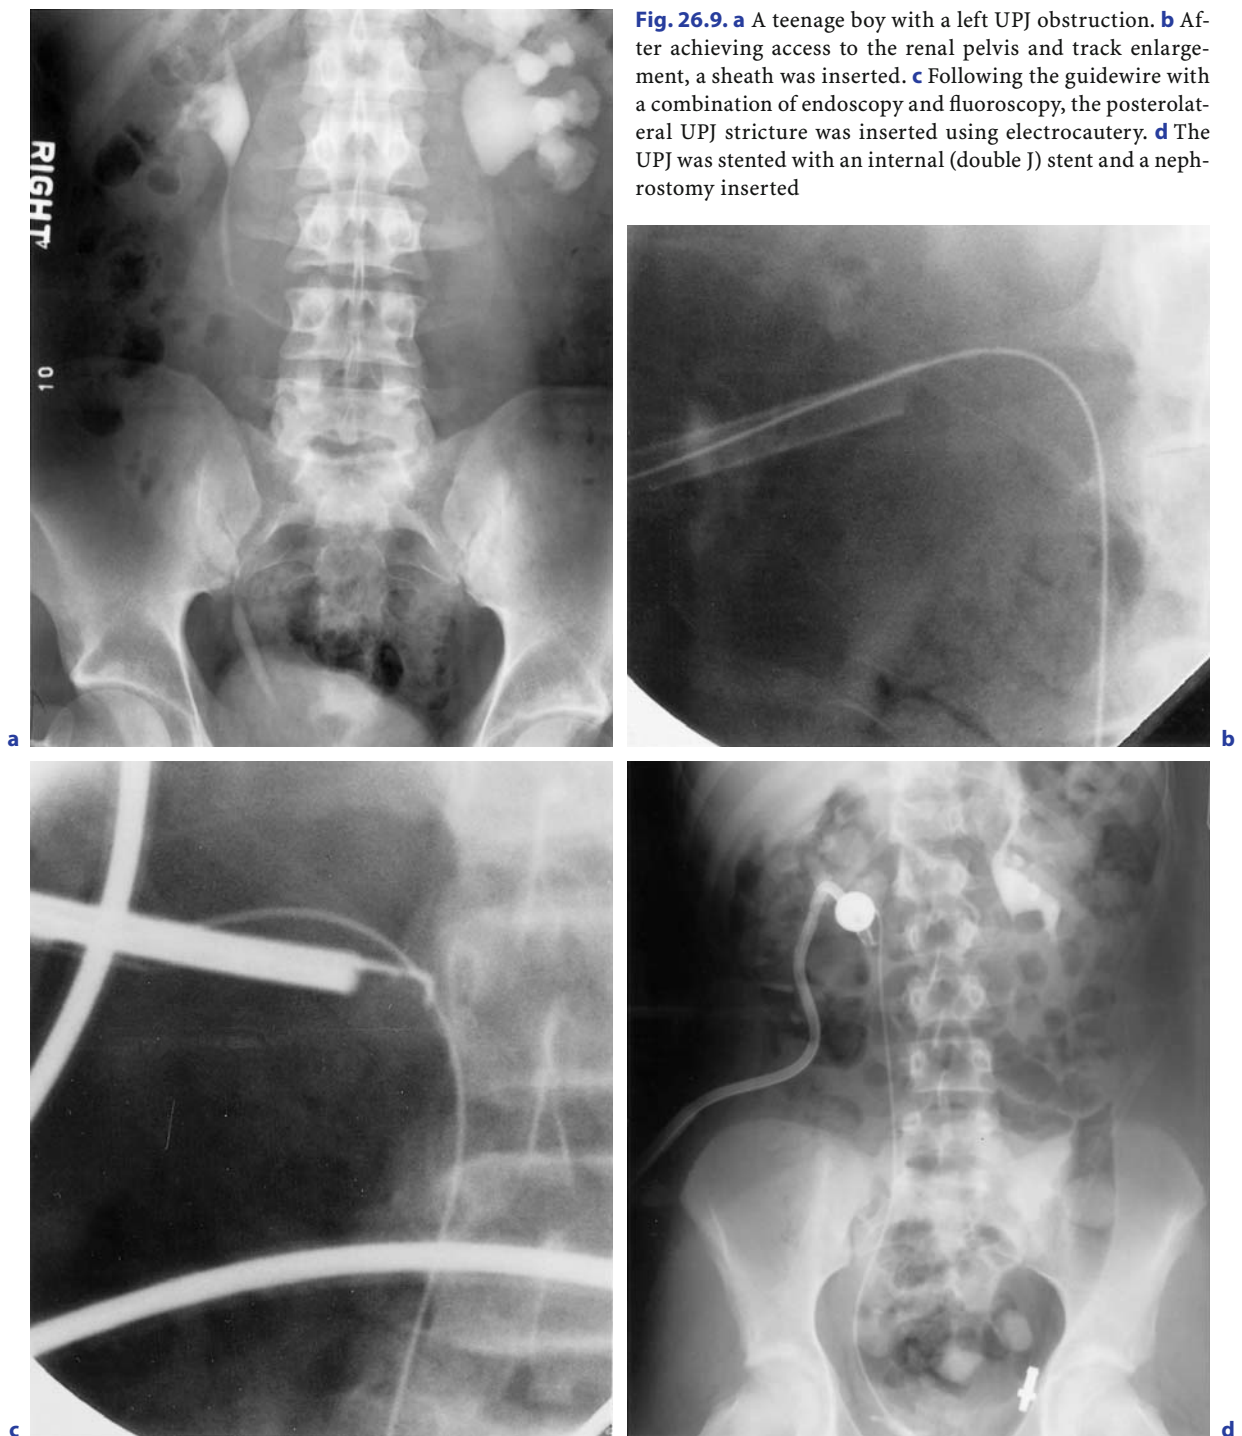 Fig. 26.9. a A teenage boy with a left UPJ obstruction. b Af-
ter achieving access to the renal pelvis and track enlarge-
ment, a sheath was inserted. c Following the guidewire with
a combination of endoscopy and fluoroscopy, the posterolat-
eral UPJ stricture was inserted using electrocautery. d The
UPJ was stented with an internal (double J) stent and a neph-
rostomy inserted
RIGHT
4
10
a
b
c
d